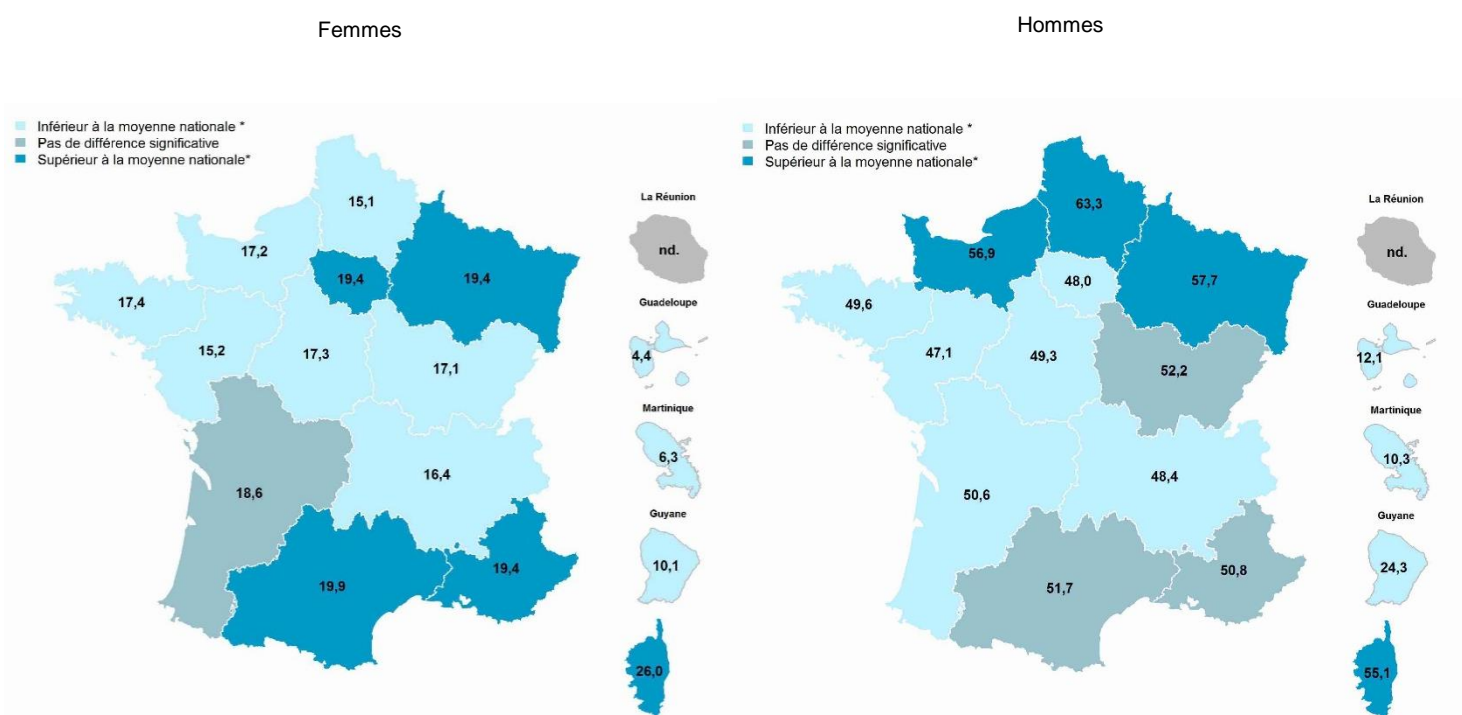 Femmes
Inférieur à la moyenne nationale *
Pas de différence significative
Supérieur à la moyenne nationale*
15,1
17,2
19,4
19,4
17,4
15,2
17,3
17,1
16,4
18,6
19,9
19,4
La Réunion
nd.
Guadeloupe
4,4
Martinique
6,3
Guyane
10,1
26,0
Hommes
Inférieur à la moyenne nationale *
Pas de différence significative
Supérieur à la moyenne nationale*
63,3
56,9
48,0
57,7
49,6
47,1
49,3
52,2
48,4
50,6
51,7
50,8
La Réunion
nd.
Guadeloupe
12,1
Martinique
10,3
Guyane
24,3
55,1